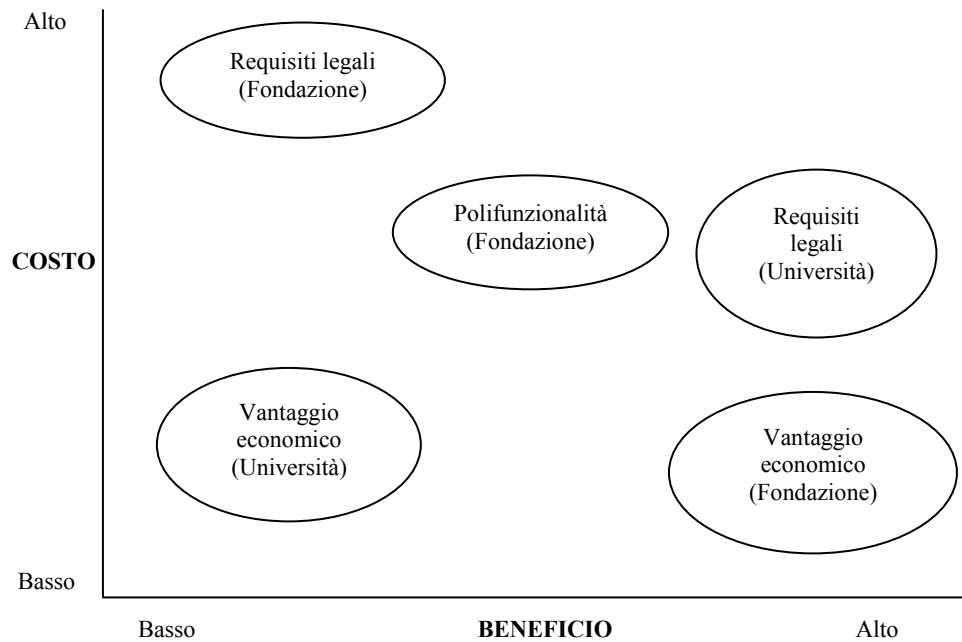 Alto
Requisiti legali
(Fondazione)
Polifunzionalità
(Fondazione)
Requisiti
legali
(Università)
COSTO
Vantaggio
economico
(Università)
Vantaggio
economico
(Fondazione)
Basso
Basso
BENEFICIO
Alto